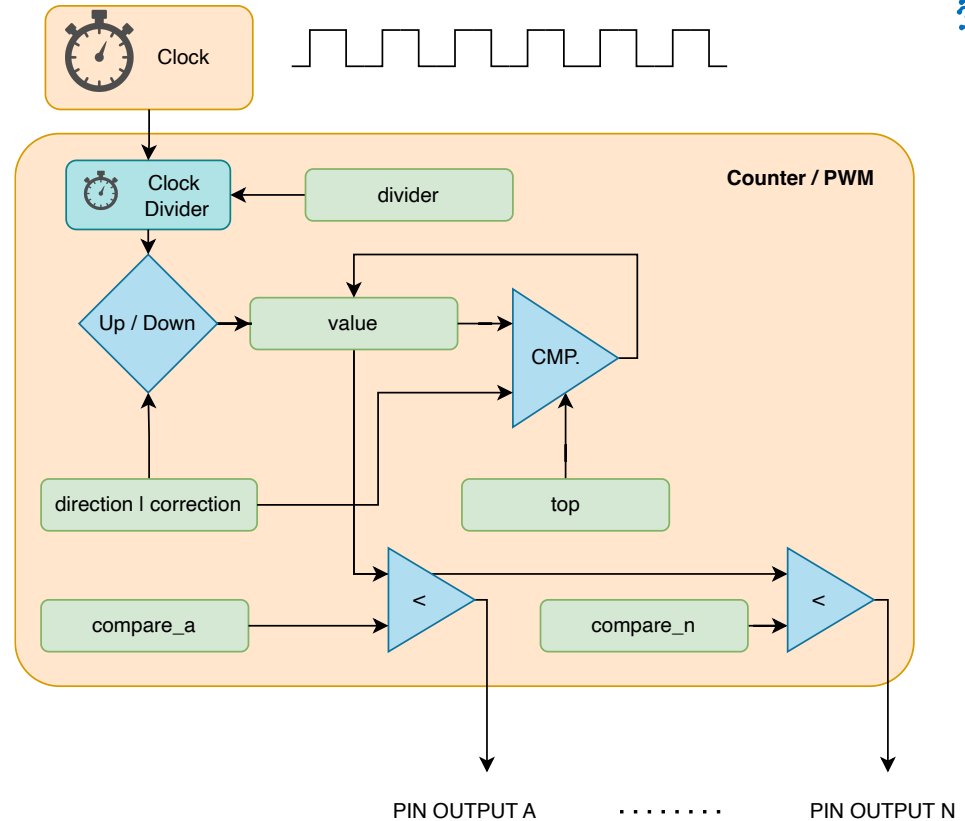 Clock
Counter / PWM
Clock
Divider
divider
Up / Down
value
CMP.
direction | correction
top
<
<
compare_a
compare_n
PIN OUTPUT A
........
PIN OUTPUT N